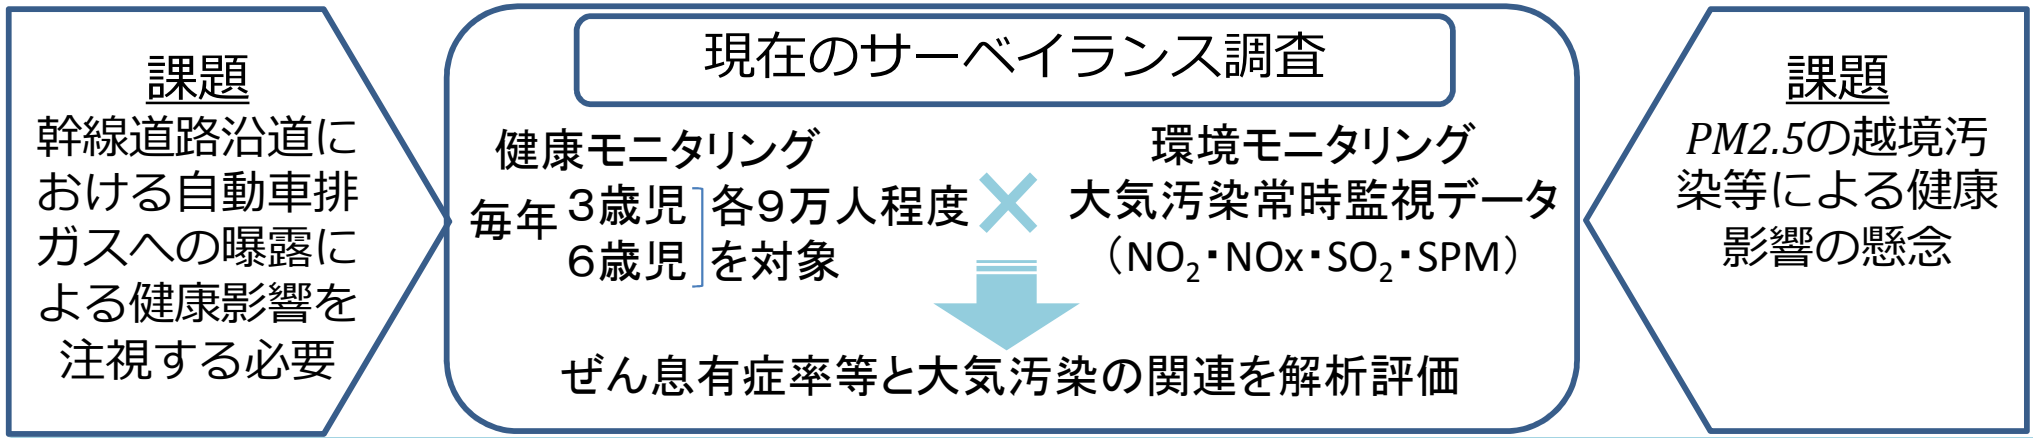 課題
幹線道路沿道に
おける自動車排
ガスへの曝露に
よる健康影響を
注視する必要
現在のサーベイランス調査
健康モニタリング
毎年
3歳児
6歳児
各9万人程度
を対象
×
環境モニタリング
大気汚染常時監視データ
（NO₂・NOx・SO₂・SPM）
ぜん息有症率等と大気汚染の関連を解析評価
課題
PM2.5の越境汚
染等による健康
影響の懸念